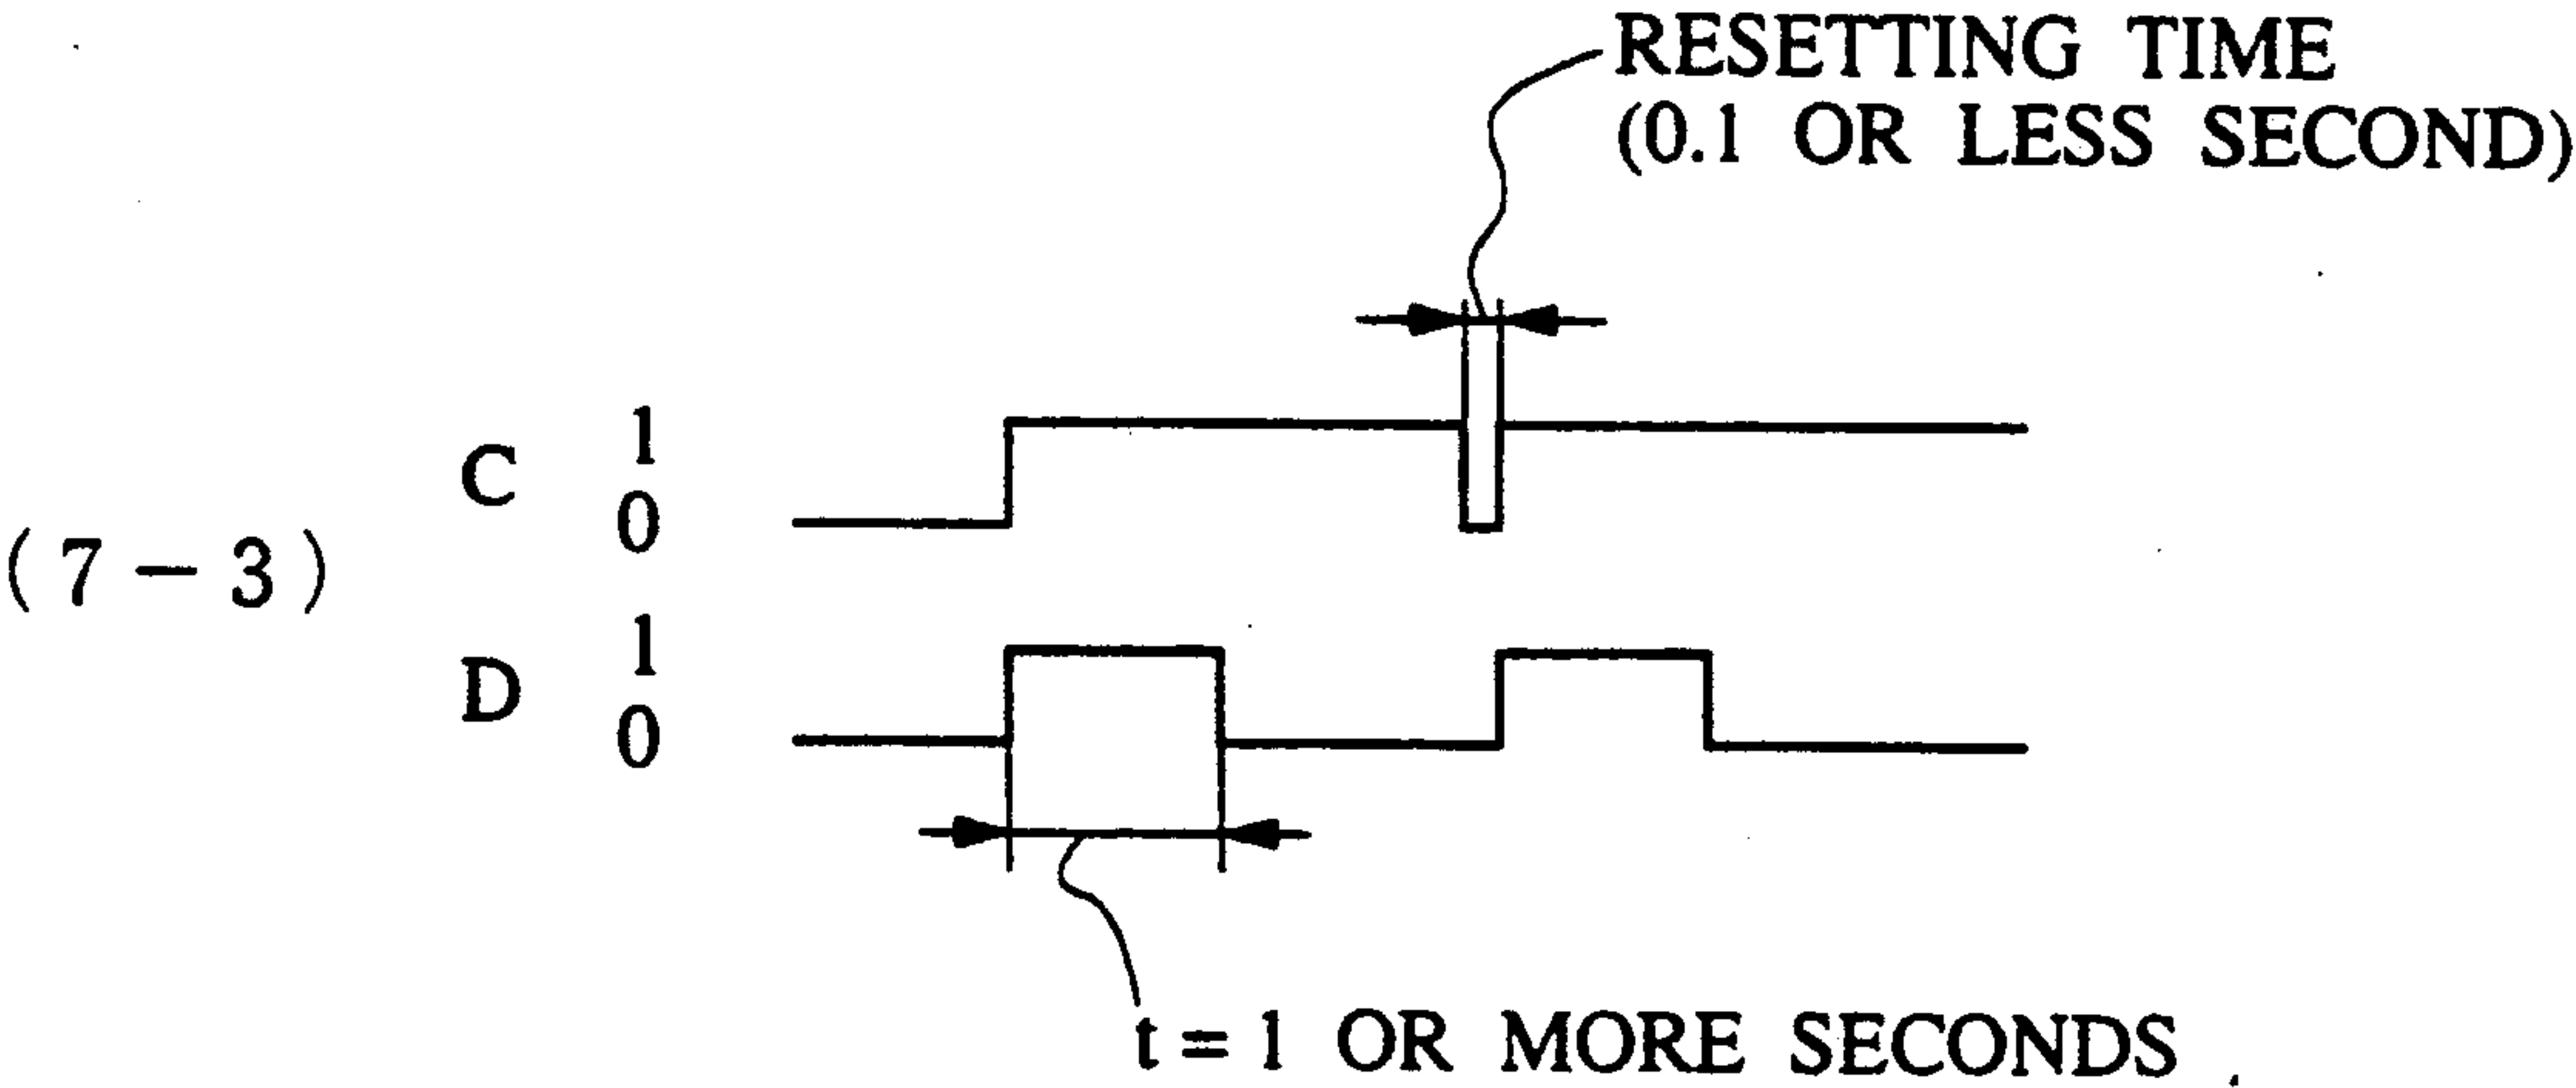 RESETTING TIME
(0.1 OR LESS SECOND)
(7-3)
C
1
0
D
1
0
t = 1 OR MORE SECONDS